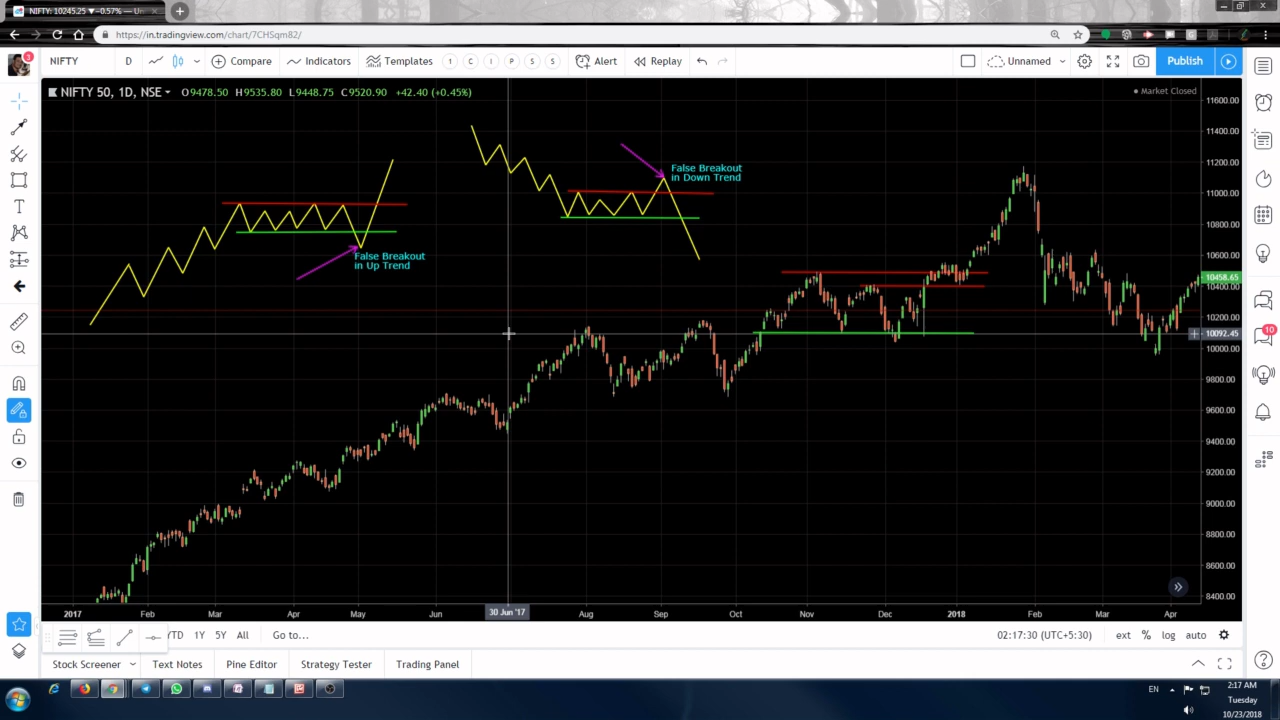 NIFTY: 10245.25 ▼−0.57% — Un
https://in.tradingview.com/chart/7CHSqm82/
NIFTY D Compare Indicators Templates C I P S S Alert Replay Unnamed Publish
NIFTY 50, 1D, NSE O9478.50 H9535.80 L9448.75 C9520.90 +42.40 (+0.45%)
Market Closed
False Breakout
in Up Trend
False Breakout
in Down Trend
11600.00
11400.00
11200.00
11000.00
10800.00
10600.00
10458.65
10400.00
10200.00
10092.45
10000.00
9800.00
9600.00
9400.00
9200.00
9000.00
8800.00
8600.00
8400.00
1
10
2017 Feb Mar Apr May Jun 30 Jun '17 Aug Sep Oct Nov Dec 2018 Feb Mar Apr
YTD 1Y 5Y All Go to... 02:17:30 (UTC+5:30) ext % log auto
Stock Screener Text Notes Pine Editor Strategy Tester Trading Panel
EN
2:17 AM
Tuesday
10/23/2018